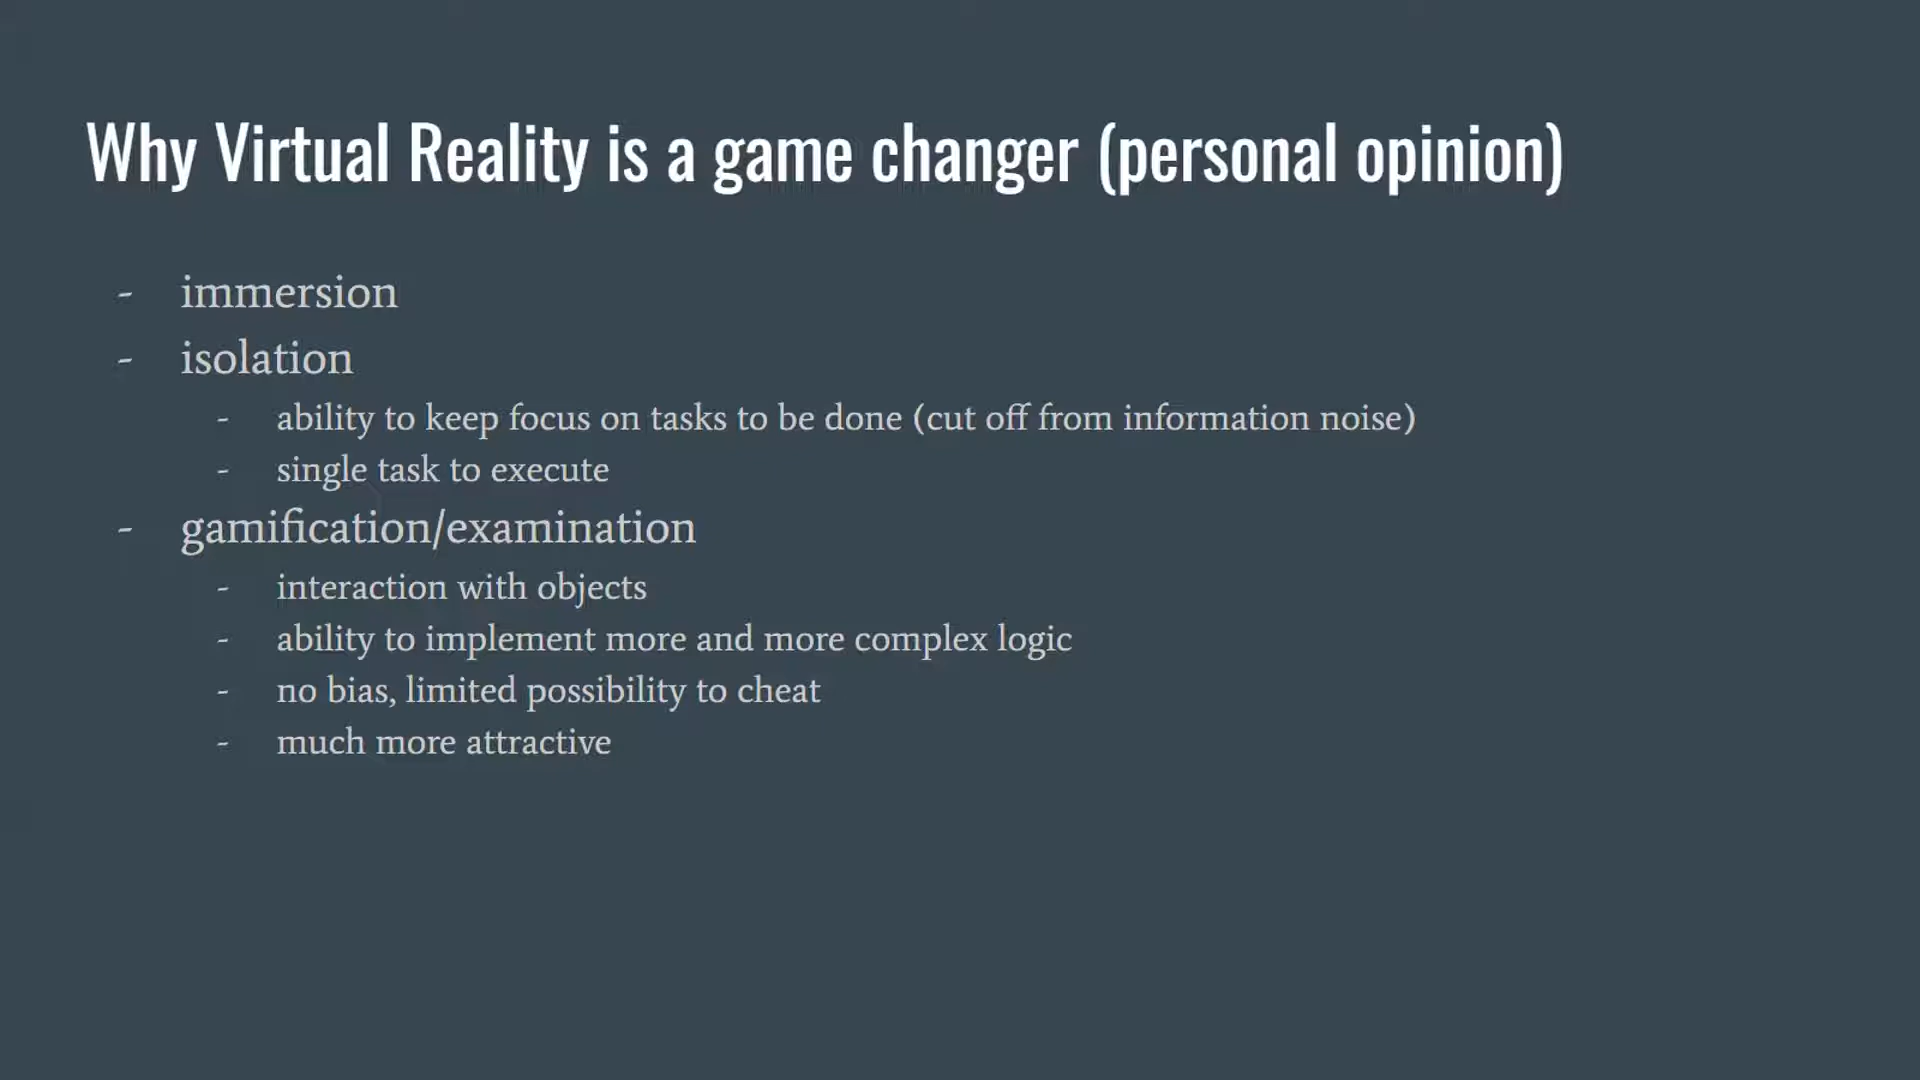 Why Virtual Reality is a game changer (personal opinion)
- immersion
- isolation
- ability to keep focus on tasks to be done (cut off from information noise)
- single task to execute
- gamification/examination
- interaction with objects
- ability to implement more and more complex logic
- no bias, limited possibility to cheat
- much more attractive